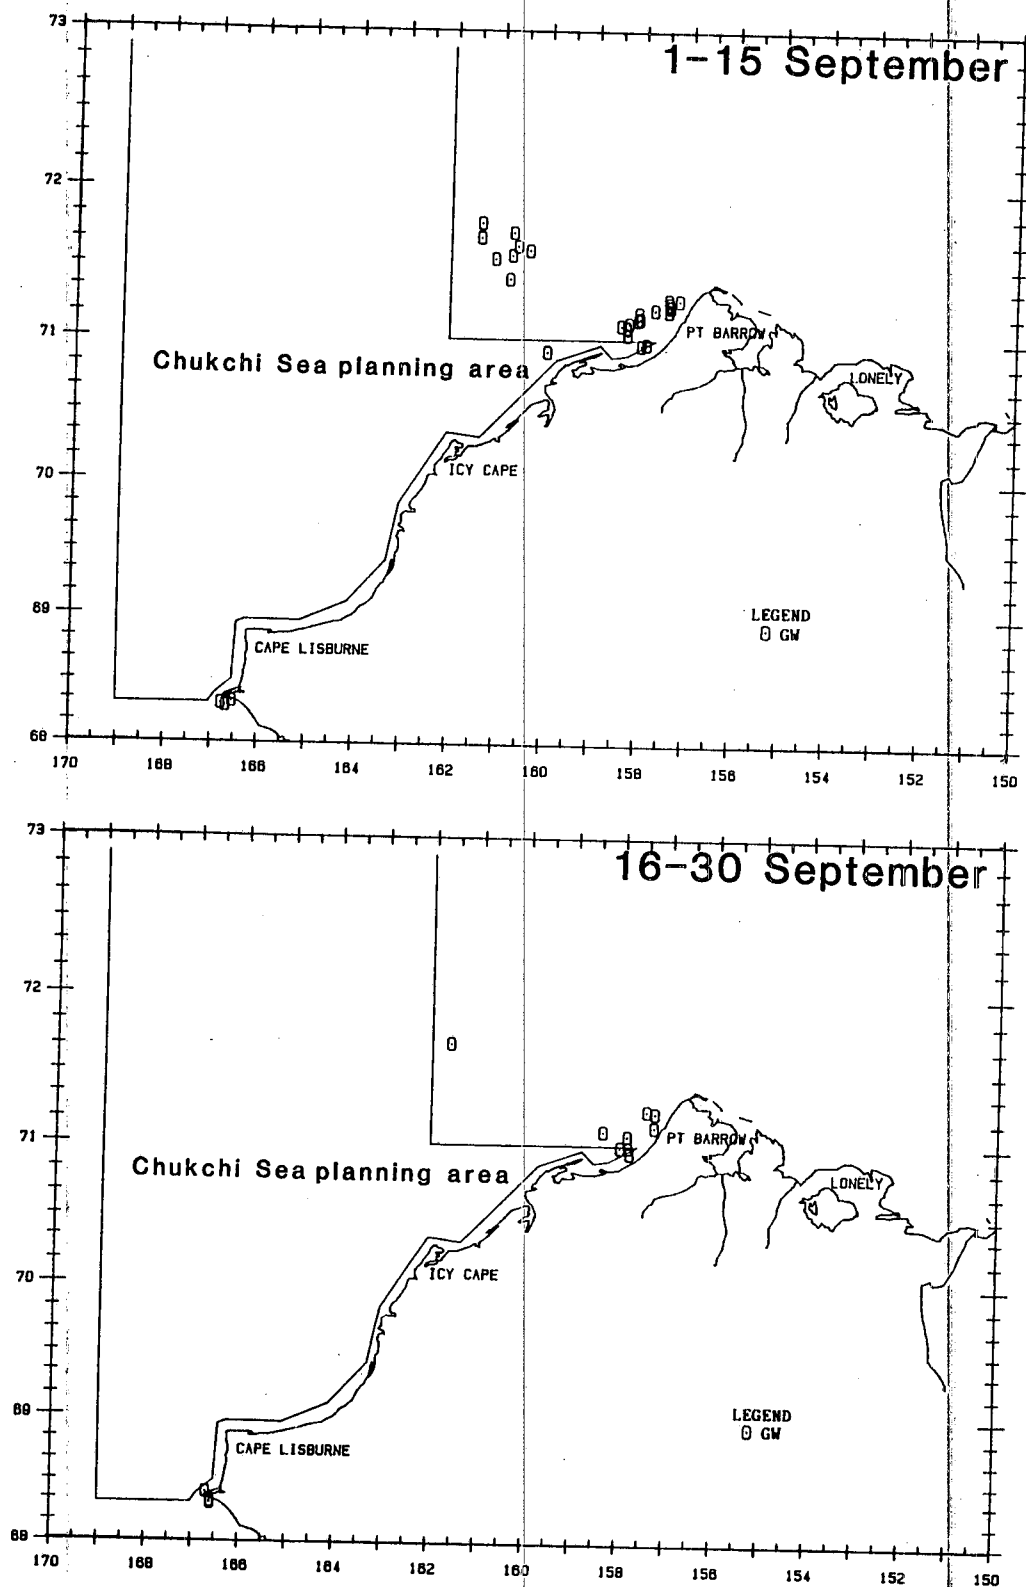 73
1-15 September
72
71
PT BARROW
Chukchi Sea planning area
LONELY
70
ICY CAPE
69
LEGEND
0 GW
CAPE LISBURNE
68
170 168 166 164 162 160 158 156 154 152 150
73
16-30 September
72
71
PT BARROW
Chukchi Sea planning area
LONELY
70
ICY CAPE
69
LEGEND
0 GW
CAPE LISBURNE
68
170 168 166 164 162 160 158 156 154 152 150